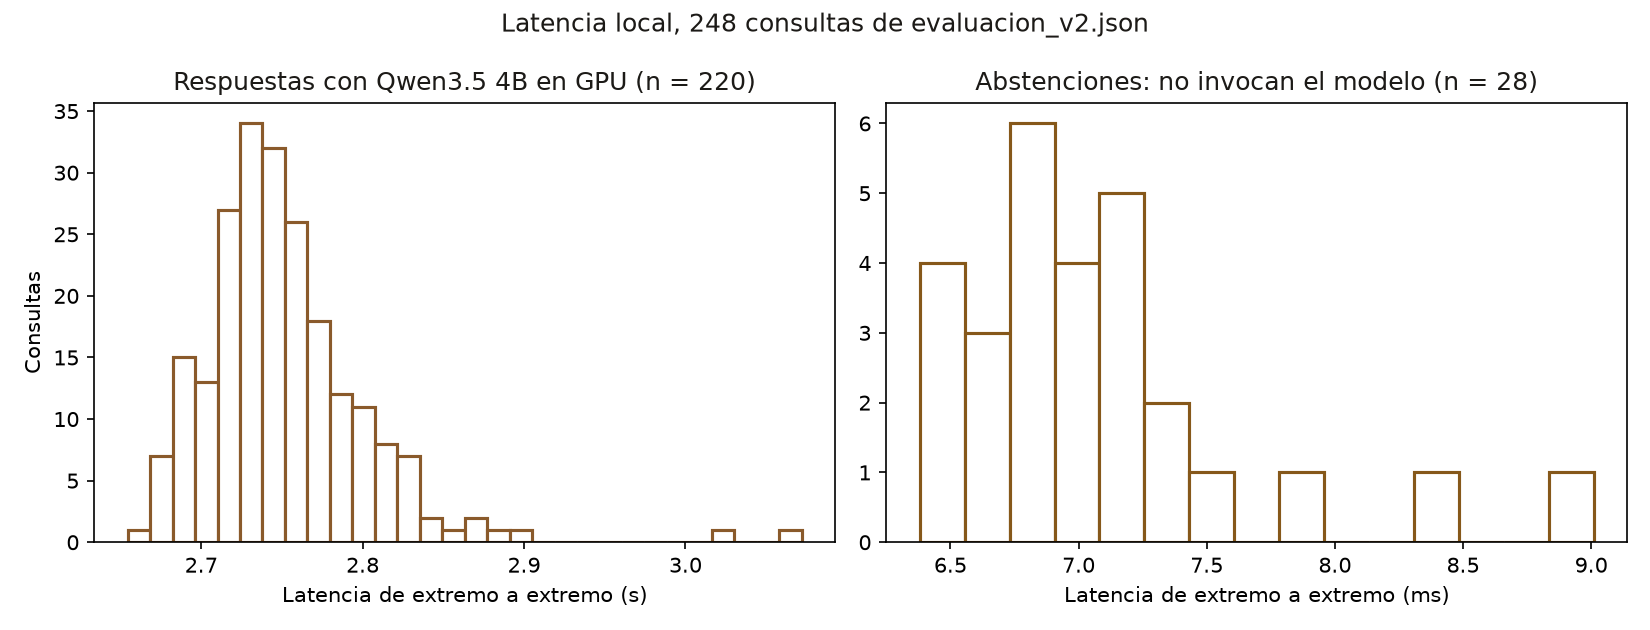 Latencia local, 248 consultas de evaluacion_v2.json
Respuestas con Qwen3.5 4B en GPU (n = 220)
Consultas
35
30
25
20
15
10
5
0
2.7 2.8 2.9 3.0
Latencia de extremo a extremo (s)
Abstenciones: no invocan el modelo (n = 28)
6
5
4
3
2
1
0
6.5 7.0 7.5 8.0 8.5 9.0
Latencia de extremo a extremo (ms)